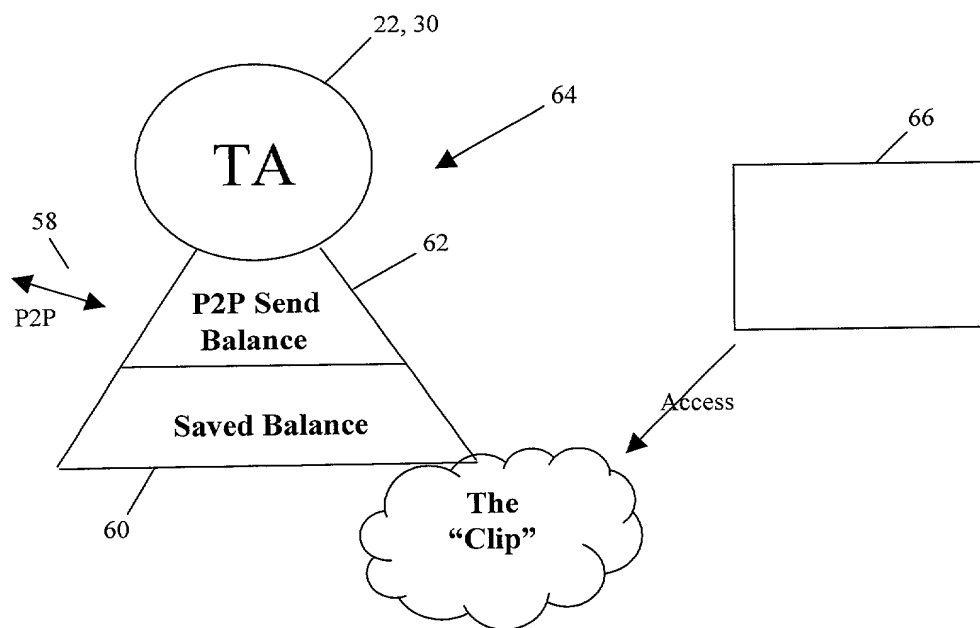 22, 30
TA
64
66
58
P2P
62
P2P Send
Balance
Saved Balance
60
Access
The
“Clip”